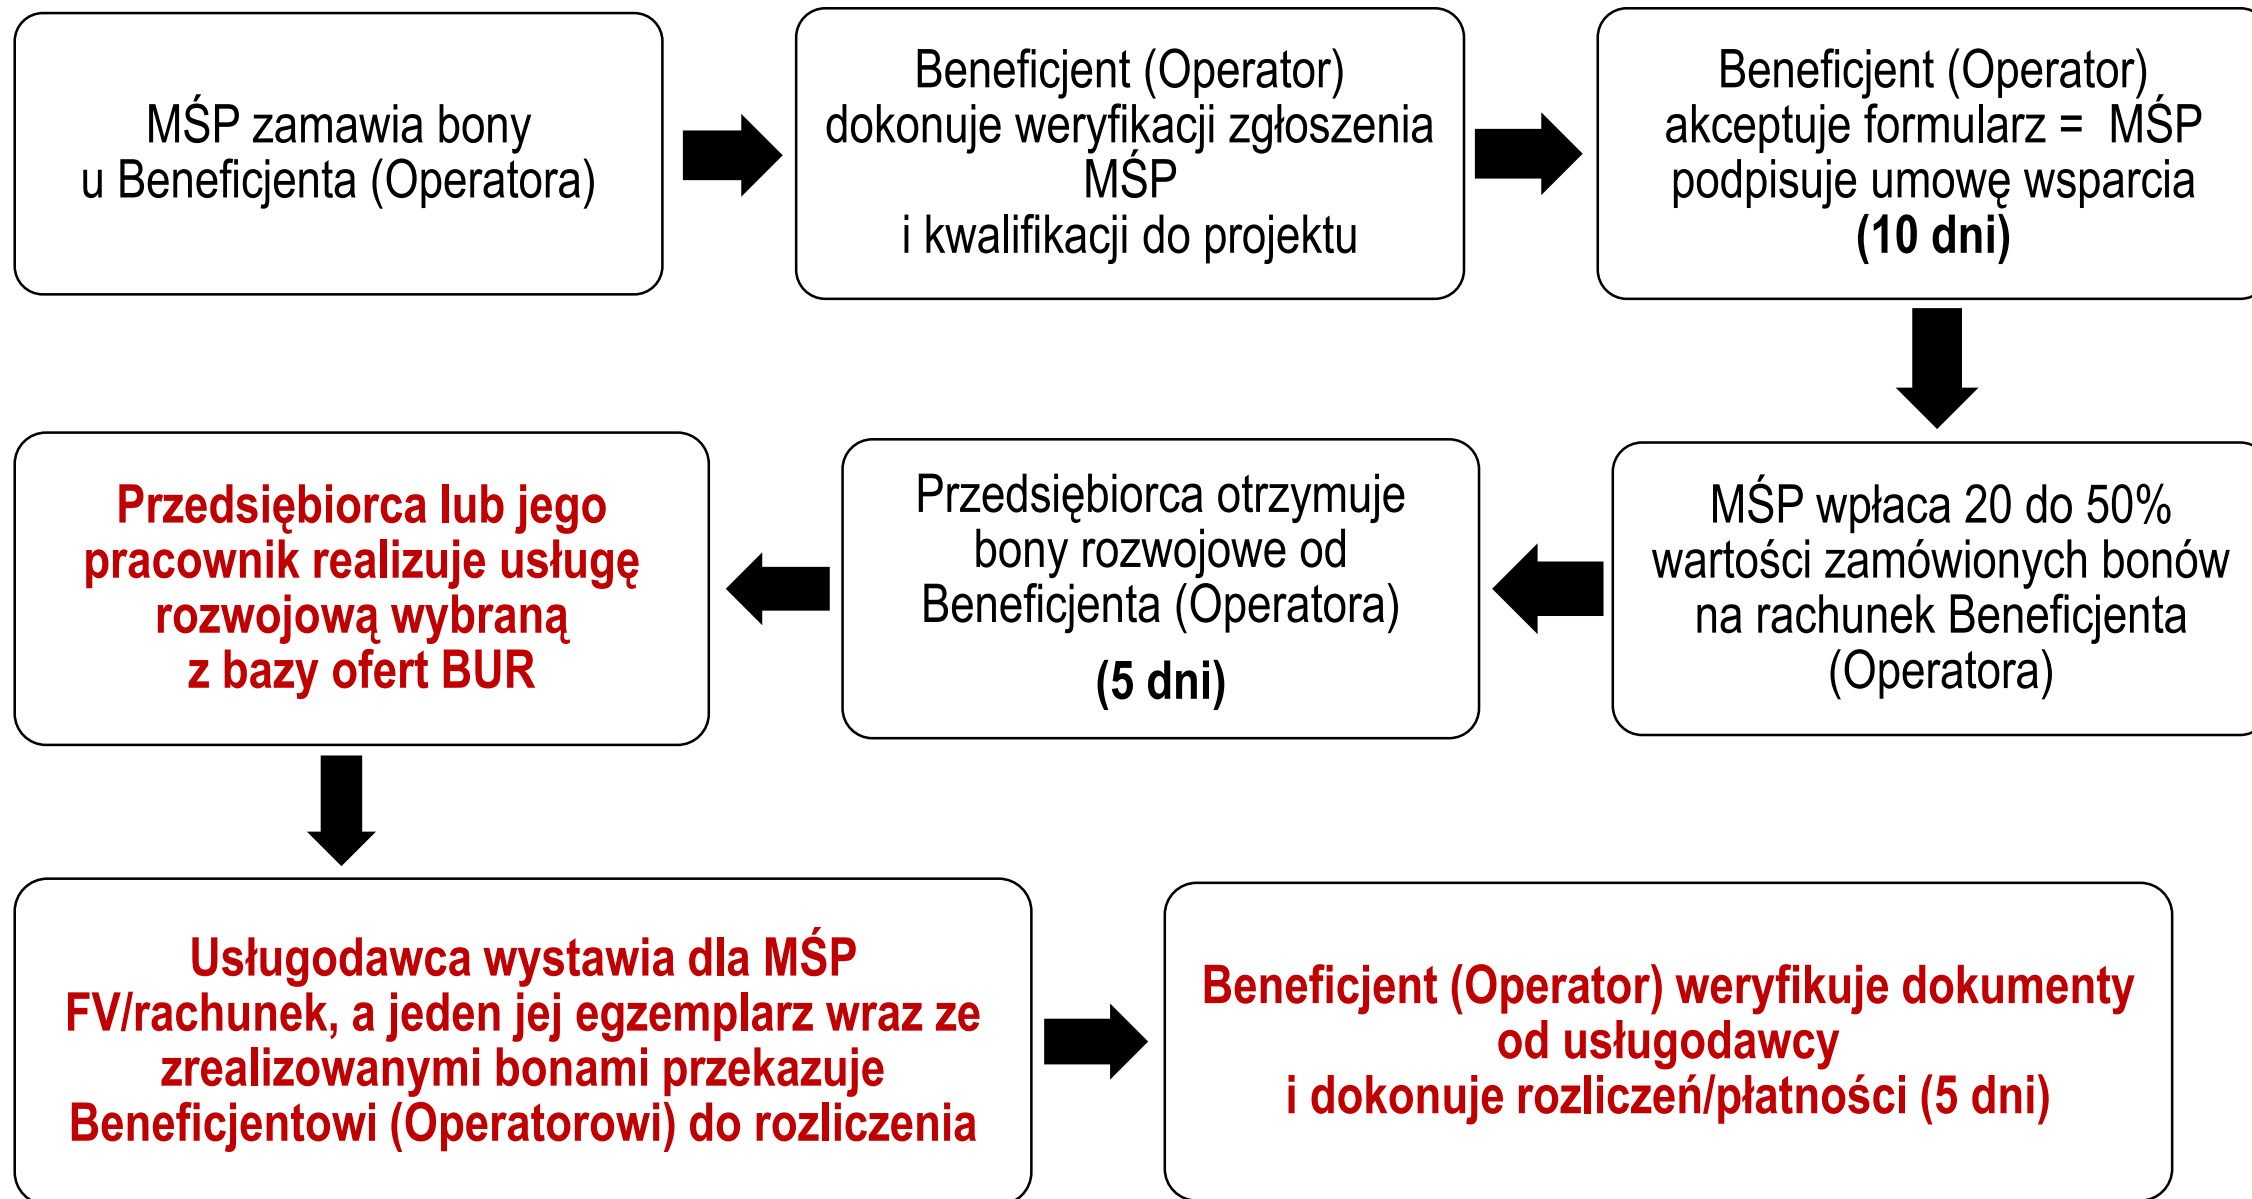 MŚP zamawia bony
u Beneficjenta (Operatora)
Beneficjent (Operator)
dokonuje weryfikacji zgłoszenia
MŚP
i kwalifikacji do projektu
Beneficjent (Operator)
akceptuje formularz = MŚP
podpisuje umowę wsparcia
(10 dni)
Przedsiębiorca lub jego
pracownik realizuje usługę
rozwojową wybraną
z bazy ofert BUR
Przedsiębiorca otrzymuje
bony rozwojowe od
Beneficjenta (Operatora)
(5 dni)
MŚP wpłaca 20 do 50%
wartości zamówionych bonów
na rachunek Beneficjenta
(Operatora)
Usługodawca wystawia dla MŚP
FV/rachunek, a jeden jej egzemplarz wraz ze
zrealizowanymi bonami przekazuje
Beneficjentowi (Operatorowi) do rozliczenia
Beneficjent (Operator) weryfikuje dokumenty
od usługodawcy
i dokonuje rozliczeń/płatności (5 dni)